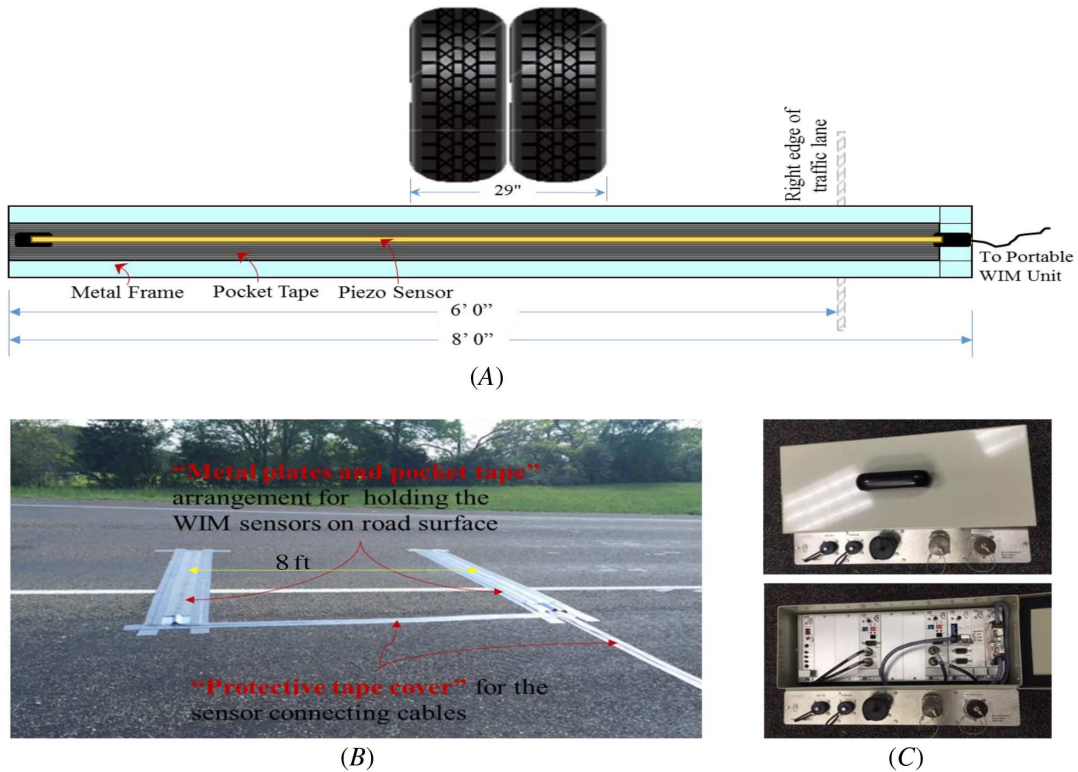 Right edge of
traffic lane
29"
To Portable
WIM Unit
Metal Frame
Pocket Tape
Piezo Sensor
6’ 0”
8’ 0”
(A)
“Metal plates and pocket tape”
arrangement for holding the
WIM sensors on road surface
8 ft
“Protective tape cover” for the
sensor connecting cables
(B)
(C)